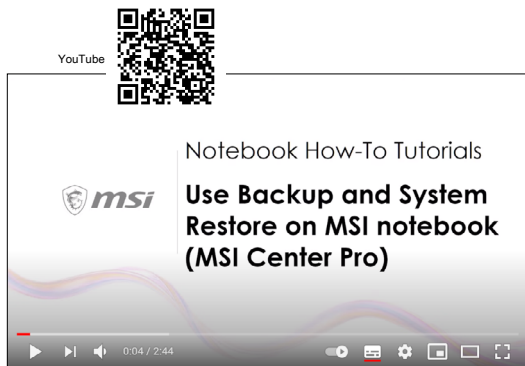 YouTube
Notebook How-To Tutorials
msi
Use Backup and System
Restore on MSI notebook
(MSI Center Pro)
0:04 / 2:44